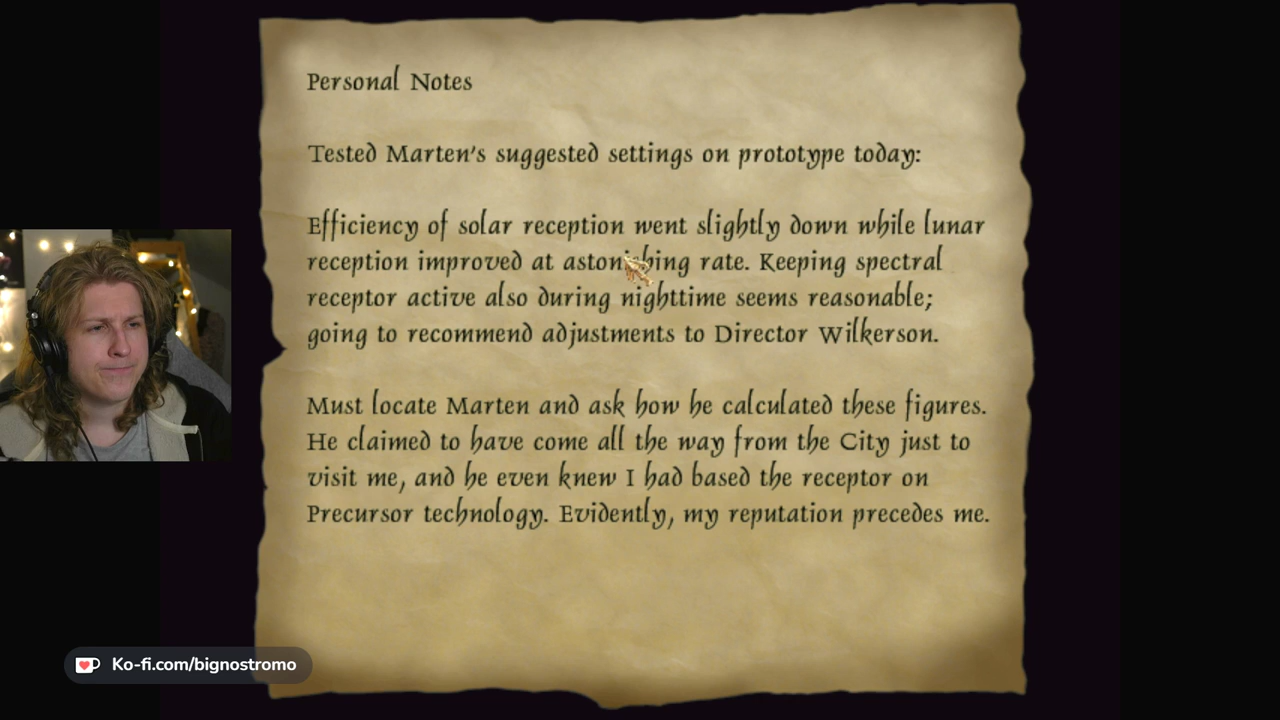 Personal Notes
Tested Marten's suggested settings on prototype today:
Efficiency of solar reception went slightly down while lunar
reception improved at astonishing rate. Keeping spectral
receptor active also during nighttime seems reasonable;
going to recommend adjustments to Director Wilkerson.
Must locate Marten and ask how he calculated these figures.
He claimed to have come all the way from the City just to
visit me, and he even knew I had based the receptor on
Precursor technology. Evidently, my reputation precedes me.
Ko-fi.com/bignostromo